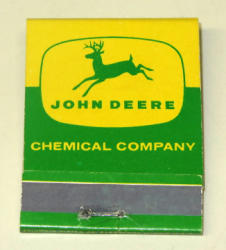 JOHN DEERE
CHEMICAL COMPANY